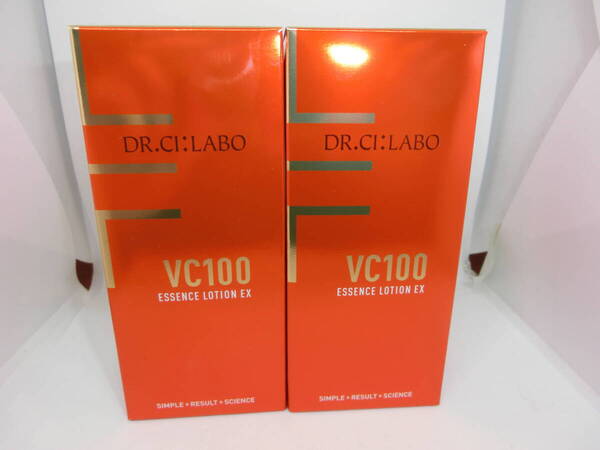 DR.CI:LABO
VC100
ESSENCE LOTION EX
SIMPLE + RESULT + SCIENCE
DR.CI:LABO
VC100
ESSENCE LOTION EX
SIMPLE + RESULT + SCIENCE